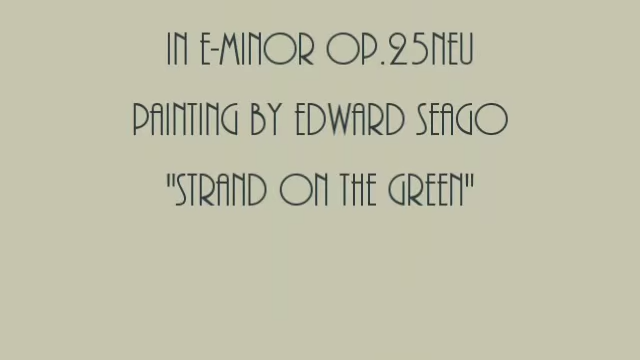 IN E-MINOR OP.25NEU
PAINTING BY EDWARD SEAGO
"STRAND ON THE GREEN"